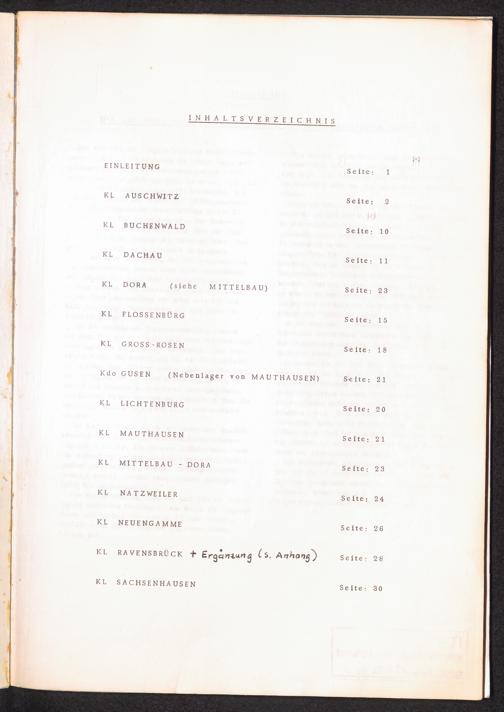 INHALTSVERZEICHNIS
EINLEITUNG Seite: 1
KL AUSCHWITZ Seite: 2
KL BUCHENWALD Seite: 10
KL DACHAU Seite: 11
KL DORA (siehe MITTELBAU) Seite: 23
KL FLOSSENBÜRG Seite: 15
KL GROSS-ROSEN Seite: 18
Kdo GUSEN (Nebenlager von MAUTHAUSEN) Seite: 21
KL LICHTENBURG Seite: 20
KL MAUTHAUSEN Seite: 21
KL MITTELBAU - DORA Seite: 23
KL NATZWEILER Seite: 24
KL NEUENGAMME Seite: 26
KL RAVENSBRÜCK + Ergänzung (s. Anhang) Seite: 28
KL SACHSENHAUSEN Seite: 30